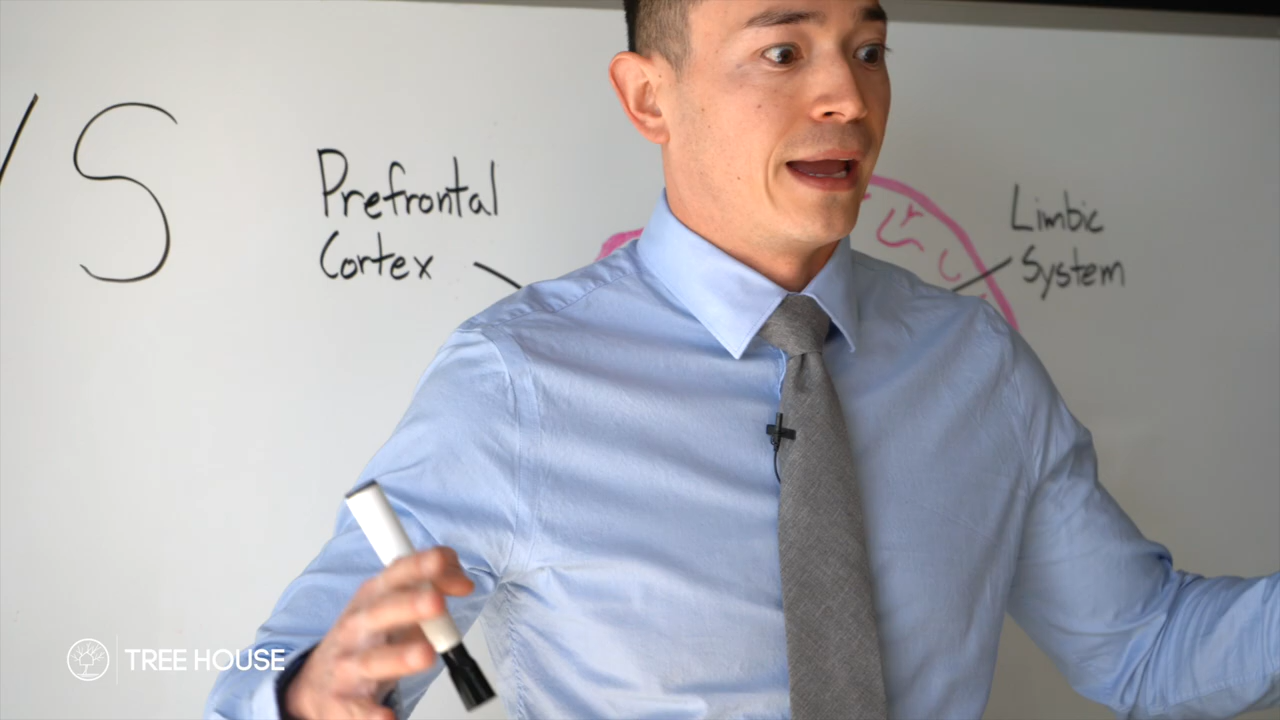 /S
Prefrontal
Cortex
Limbic
System
TREE HOUSE